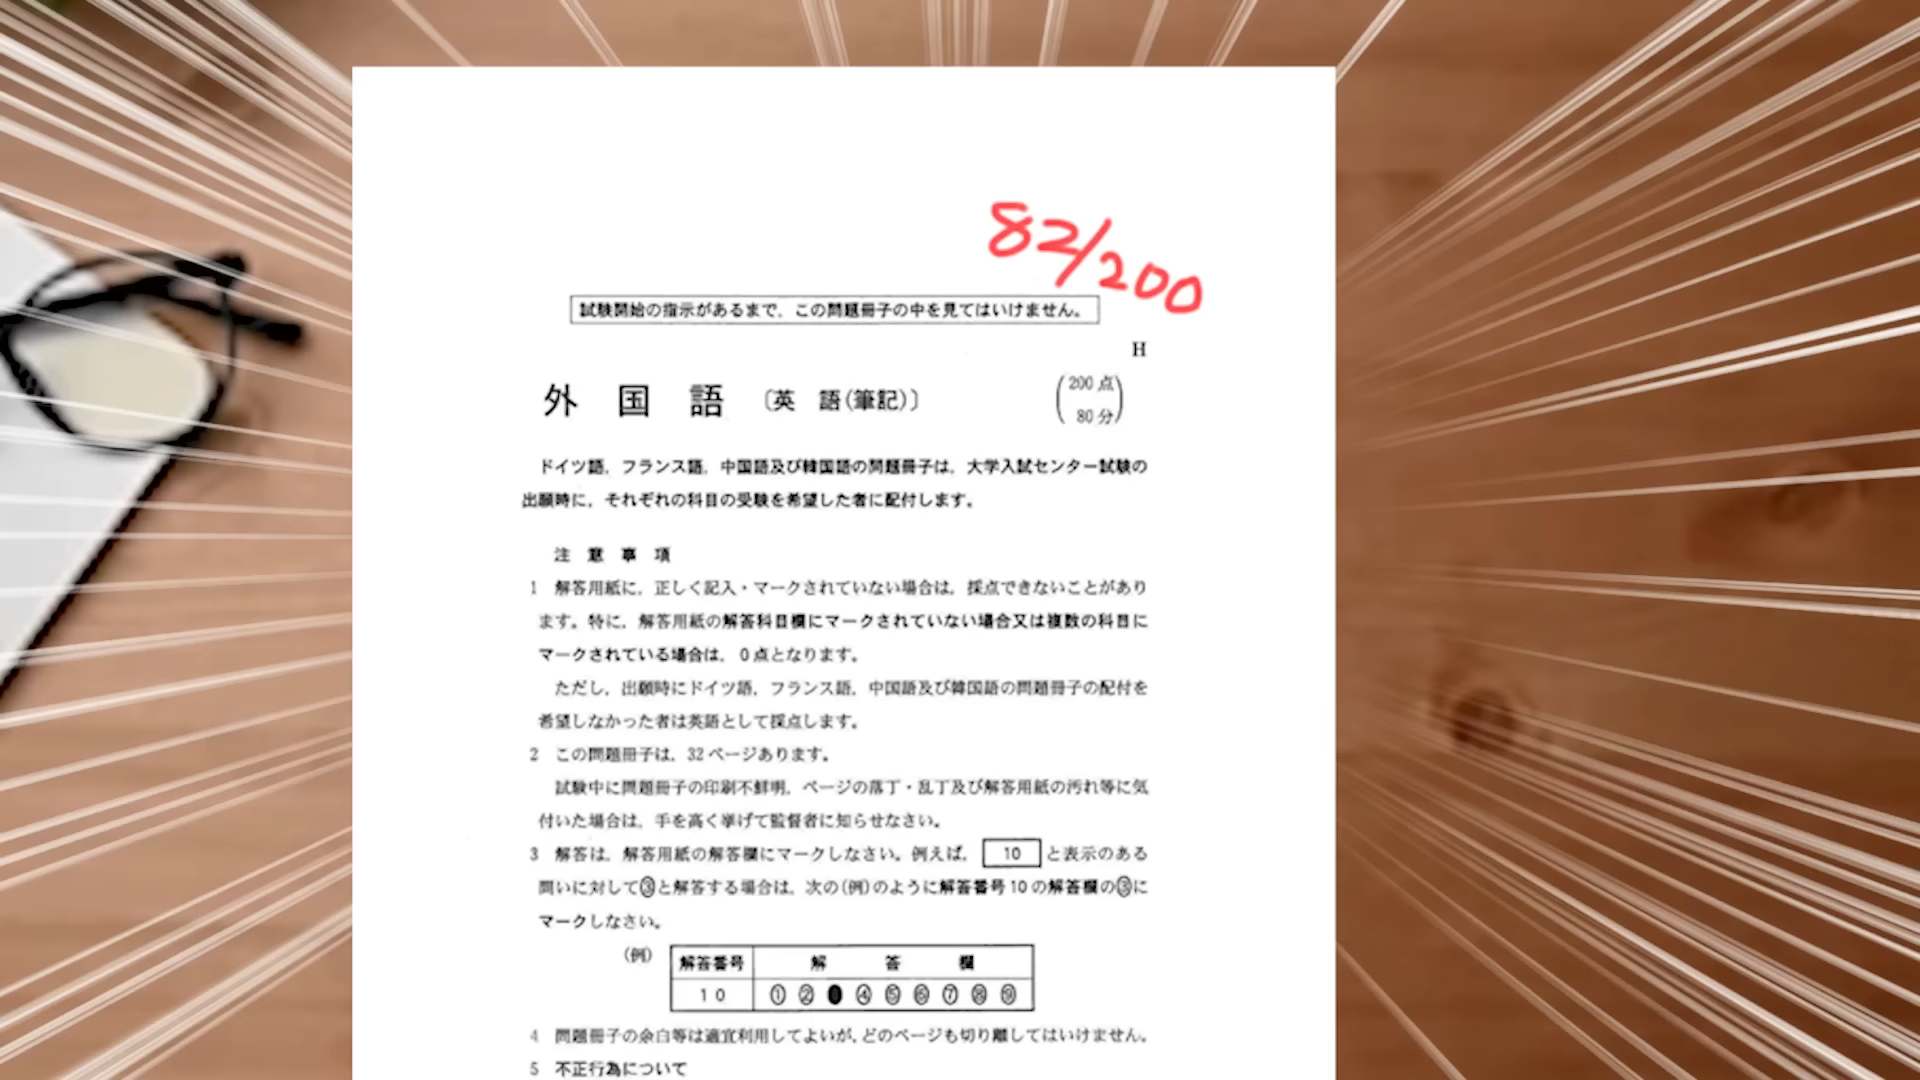 82/200
試験開始の指示があるまで，この問題冊子の中を見てはいけません。
H
外国語〔英 語(筆記)〕
(200点
80分)
ドイツ語，フランス語，中国語及び韓国語の問題冊子は，大学入試センター試験の
出願時に，それぞれの科目の受験を希望した者に配付します。
注意事項
1 解答用紙に，正しく記入・マークされていない場合は，採点できないことがあり
ます。特に，解答用紙の解答科目欄にマークされていない場合又は複数の科目に
マークされている場合は，0点となります。
ただし，出願時にドイツ語，フランス語，中国語及び韓国語の問題冊子の配付を
希望しなかった者は英語として採点します。
2 この問題冊子は，32ページあります。
試験中に問題冊子の印刷不鮮明，ページの落丁・乱丁及び解答用紙の汚れ等に気
付いた場合は，手を高く挙げて監督者に知らせなさい。
3 解答は，解答用紙の解答欄にマークしなさい。例えば，10と表示のある
問いに対して③と解答する場合は，次の(例)のように解答番号10の解答欄の③に
マークしなさい。
(例)
解答番号 解答欄
10 ①②❸④⑤⑥⑦⑧⑨
4 問題冊子の余白等は適宜利用してよいが，どのページも切り離してはいけません。
5 不正行為について